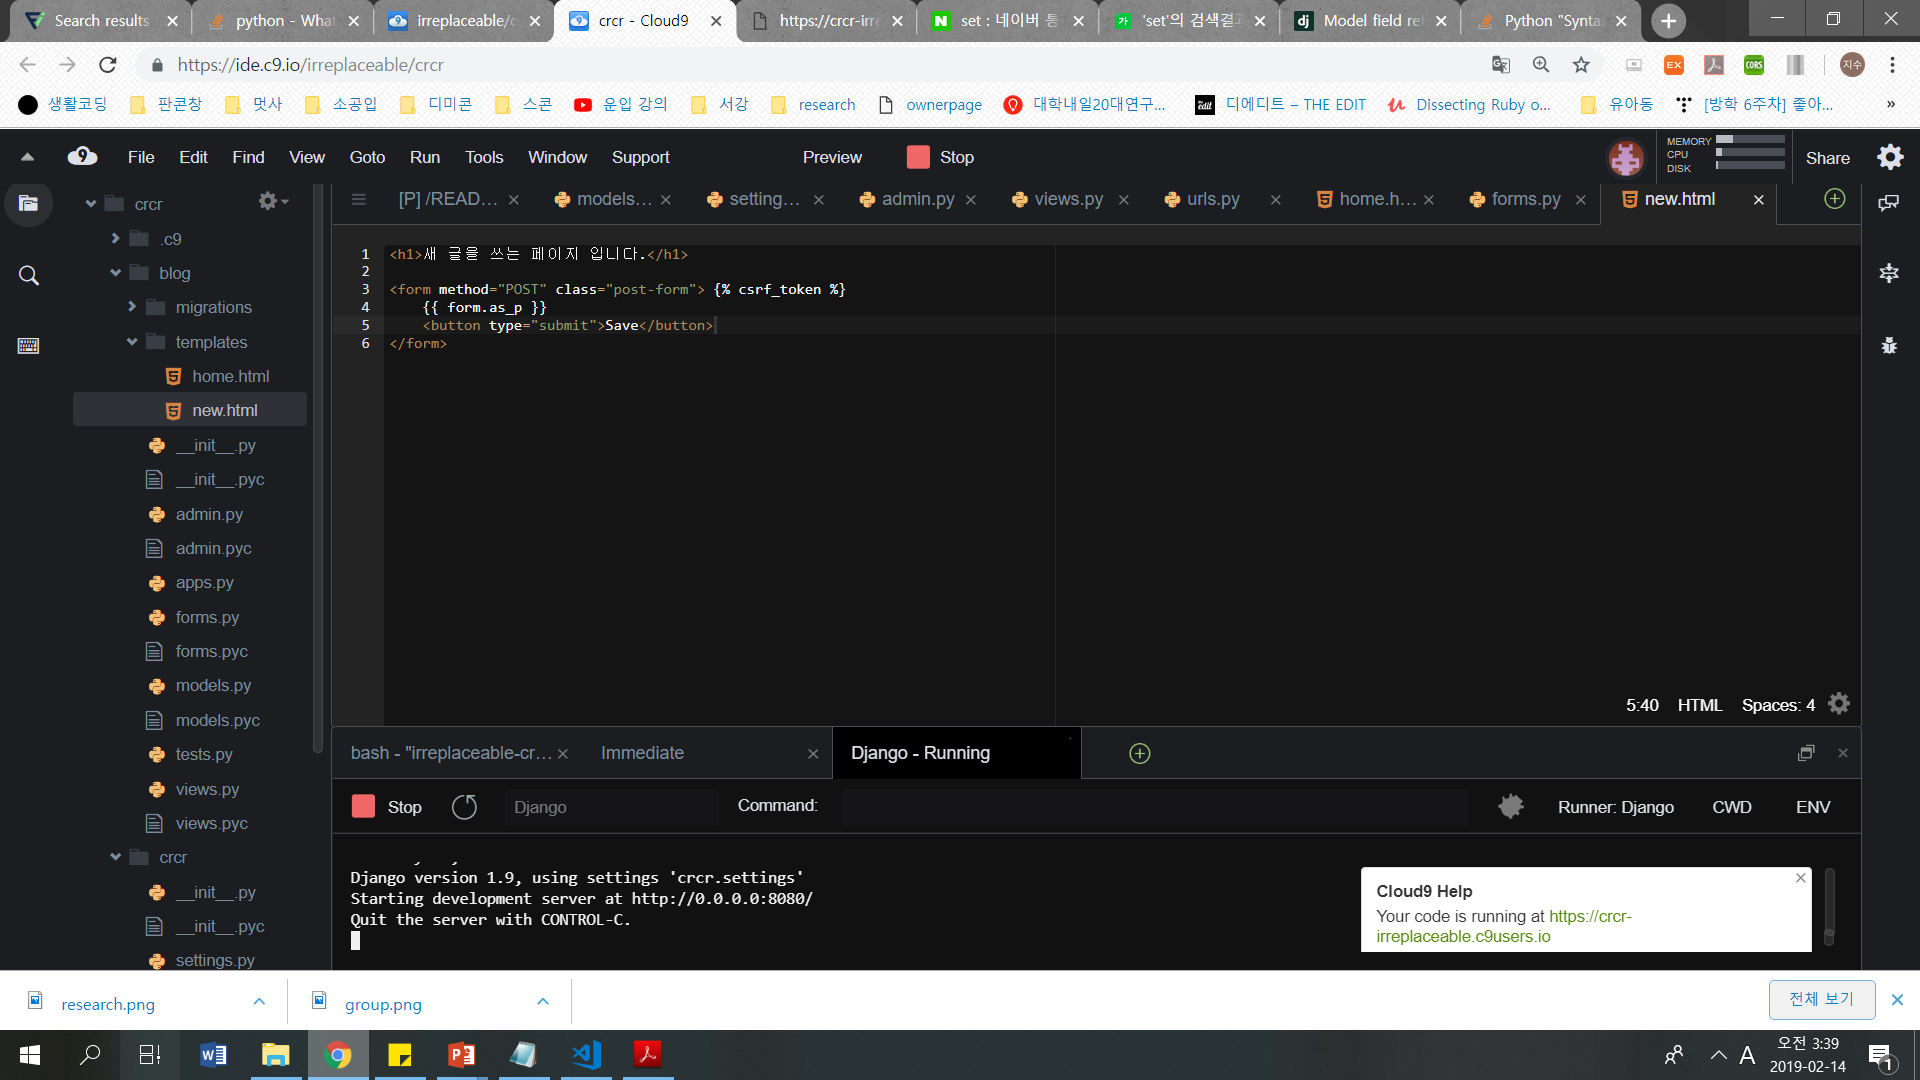 Search results
python - What
irreplaceable/c
crcr - Cloud9
https://crcr-irre
set : 네이버 통
'set'의 검색결
Model field re
Python "Synta
https://ide.c9.io/irreplaceable/crcr
지수
생활코딩
판콘창
멋사
소공입
디미콘
스콘
운입 강의
서강
research
ownerpage
대학내일20대연구...
디에디트 – THE EDIT
Dissecting Ruby o...
유아동
[방학 6주차] 좋아...
»
File Edit Find View Goto Run Tools Window Support
Preview
Stop
MEMORY
CPU
DISK
Share
[P] /READ...
models...
setting...
admin.py
views.py
urls.py
home.h...
forms.py
new.html
crcr
.c9
blog
migrations
templates
home.html
new.html
__init__.py
__init__.pyc
admin.py
admin.pyc
apps.py
forms.py
forms.pyc
models.py
models.pyc
tests.py
views.py
views.pyc
crcr
__init__.py
__init__.pyc
settings.py
1 <h1>새 글을 쓰는 페이지 입니다.</h1>
2
3 <form method="POST" class="post-form"> {% csrf_token %}
4 {{ form.as_p }}
5 <button type="submit">Save</button>
6 </form>
5:40 HTML Spaces: 4
bash - "irreplaceable-cr...
Immediate
Django - Running
Stop
Django
Command:
Runner: Django
CWD
ENV
Django version 1.9, using settings 'crcr.settings'
Starting development server at http://0.0.0.0:8080/
Quit the server with CONTROL-C.
Cloud9 Help
Your code is running at https://crcr-
irreplaceable.c9users.io
research.png
group.png
전체 보기
A
오전 3:39
2019-02-14
1